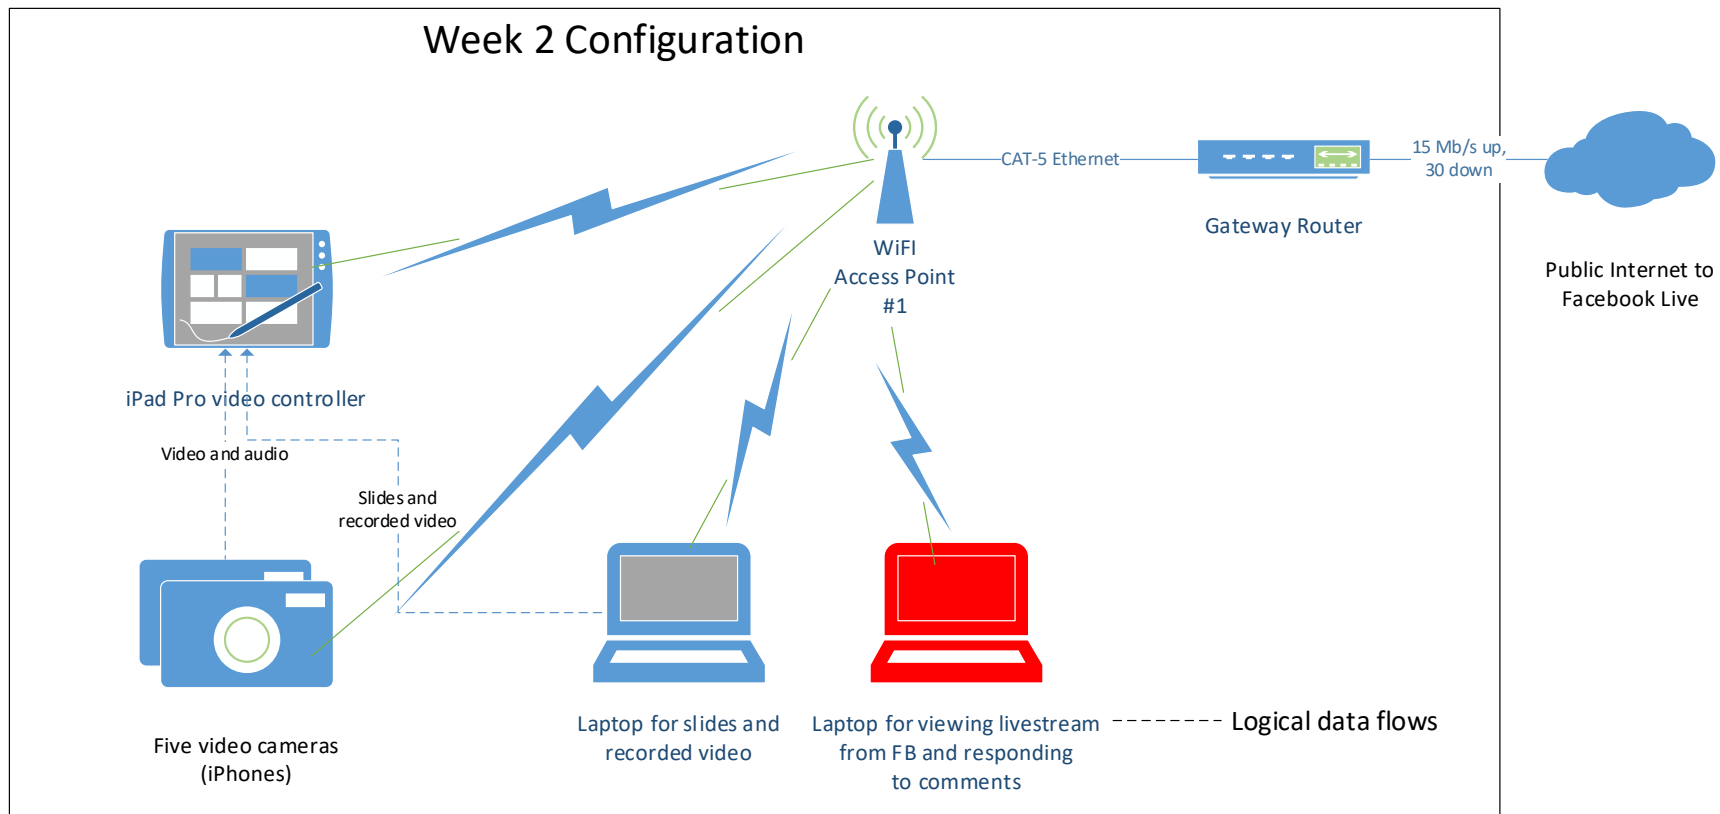 Week 2 Configuration
CAT-5 Ethernet
15 Mb/s up,
30 down
Gateway Router
WiFI
Access Point
#1
Public Internet to
Facebook Live
iPad Pro video controller
Video and audio
Slides and
recorded video
Five video cameras
(iPhones)
Laptop for slides and
recorded video
Laptop for viewing livestream
from FB and responding
to comments
Logical data flows